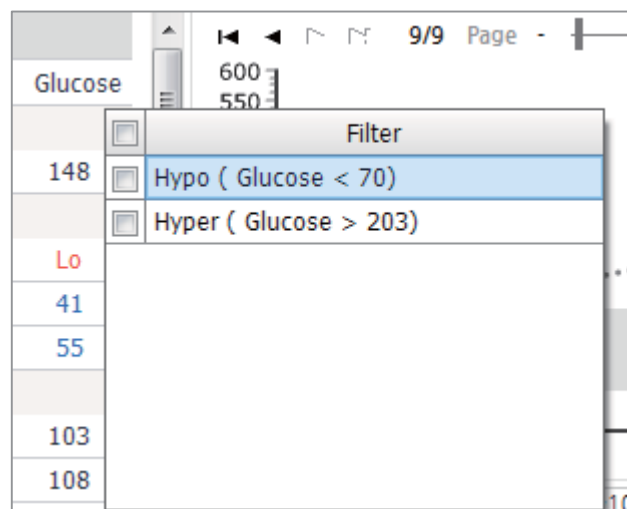 9/9 Page -
Glucose
600
550
Filter
148
Hypo ( Glucose < 70)
Hyper ( Glucose > 203)
Lo
41
55
103
108